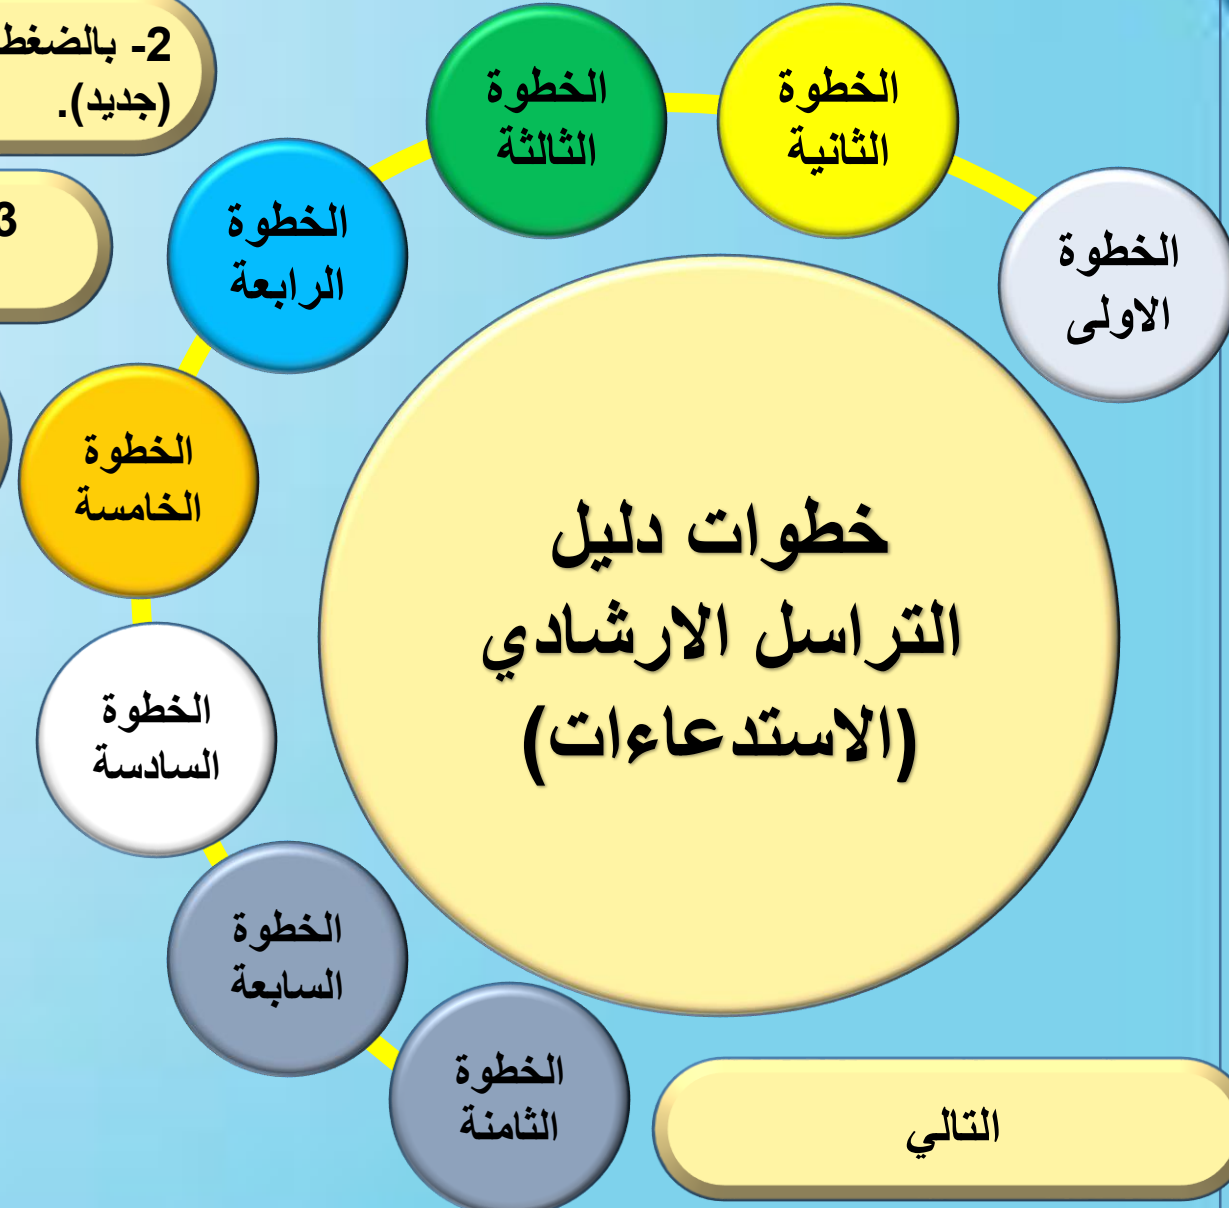 2- بالضغط
(جديد).
3
الخطوة
الاولى
الخطوة
الثانية
الخطوة
الثالثة
الخطوة
الرابعة
الخطوة
الخامسة
الخطوة
السادسة
الخطوة
السابعة
الخطوة
الثامنة
خطوات دليل
التراسل الارشادي
(الاستدعاءات)
التالي